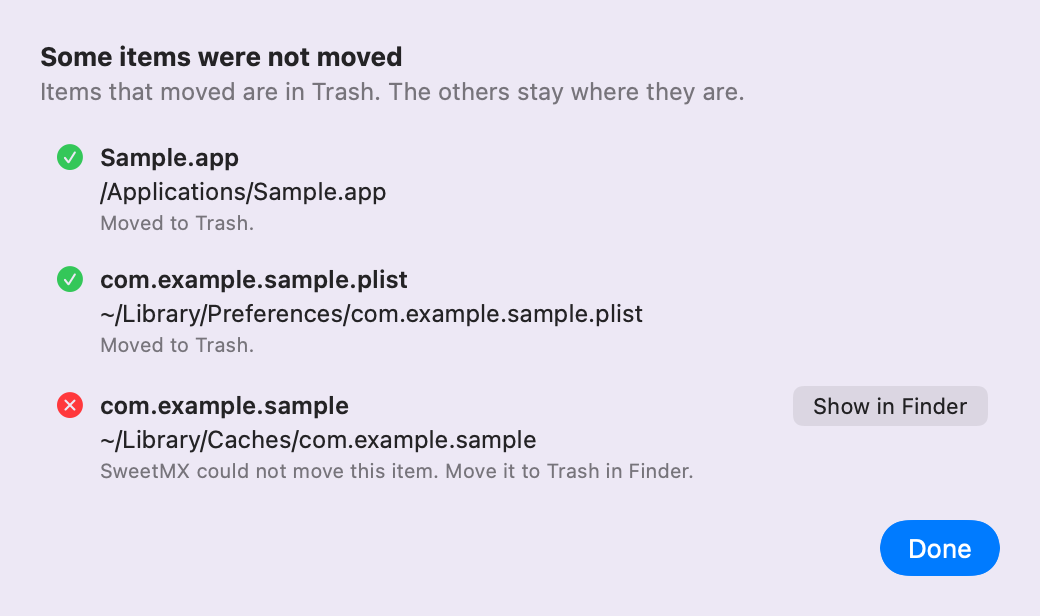 Some items were not moved
Items that moved are in Trash. The others stay where they are.
Sample.app
/Applications/Sample.app
Moved to Trash.
com.example.sample.plist
~/Library/Preferences/com.example.sample.plist
Moved to Trash.
com.example.sample
Show in Finder
~/Library/Caches/com.example.sample
SweetMX could not move this item. Move it to Trash in Finder.
Done